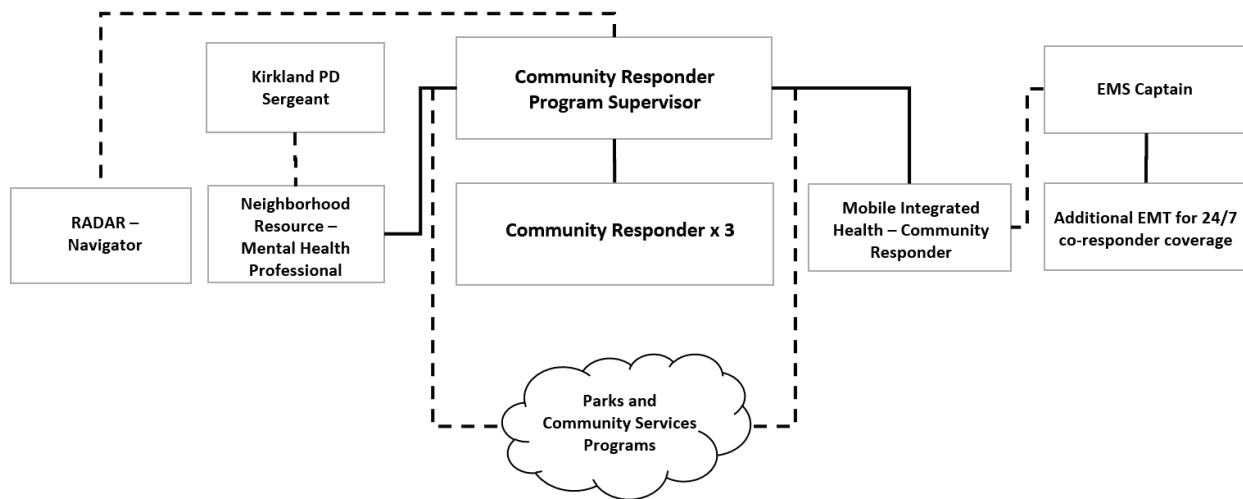 Kirkland PD
Sergeant
Community Responder
Program Supervisor
EMS Captain
RADAR –
Navigator
Neighborhood
Resource –
Mental Health
Professional
Community Responder x 3
Mobile Integrated
Health – Community
Responder
Additional EMT for 24/7
co-responder coverage
Parks and
Community Services
Programs